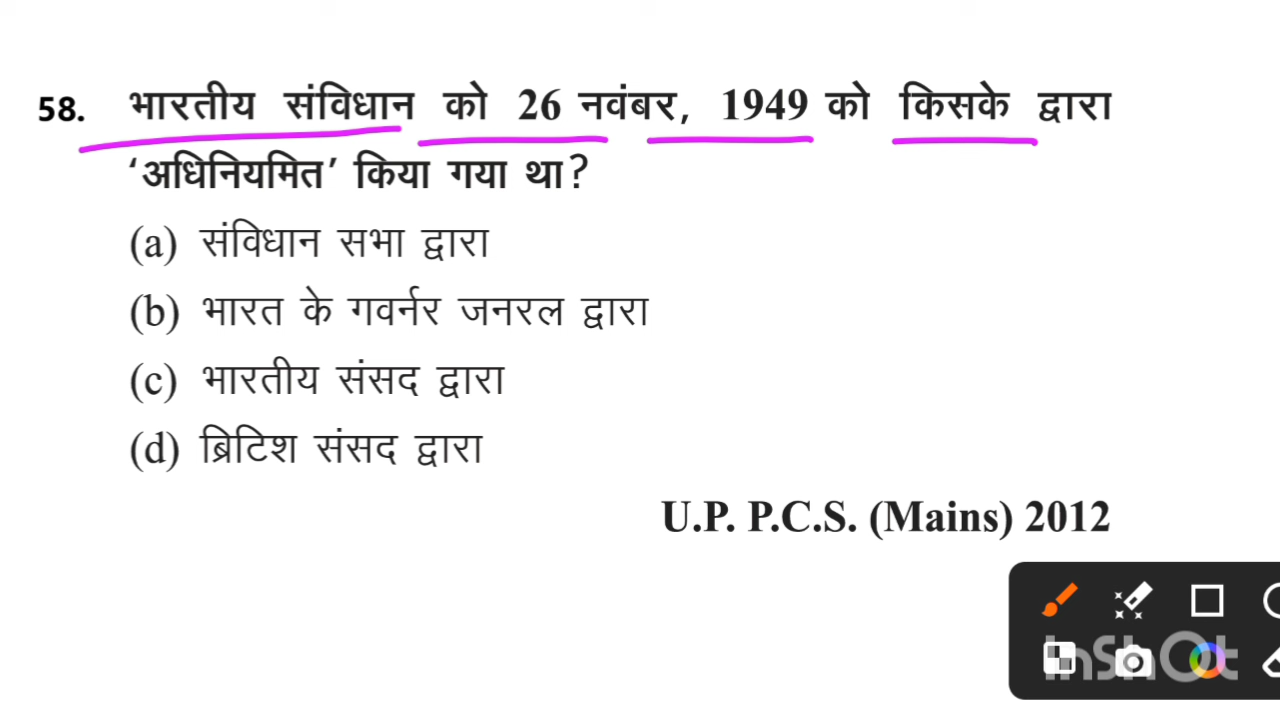 58. भारतीय संविधान को 26 नवंबर, 1949 को किसके द्वारा
‘अधिनियमित’ किया गया था?
(a) संविधान सभा द्वारा
(b) भारत के गवर्नर जनरल द्वारा
(c) भारतीय संसद द्वारा
(d) ब्रिटिश संसद द्वारा
U.P. P.C.S. (Mains) 2012
InShOt